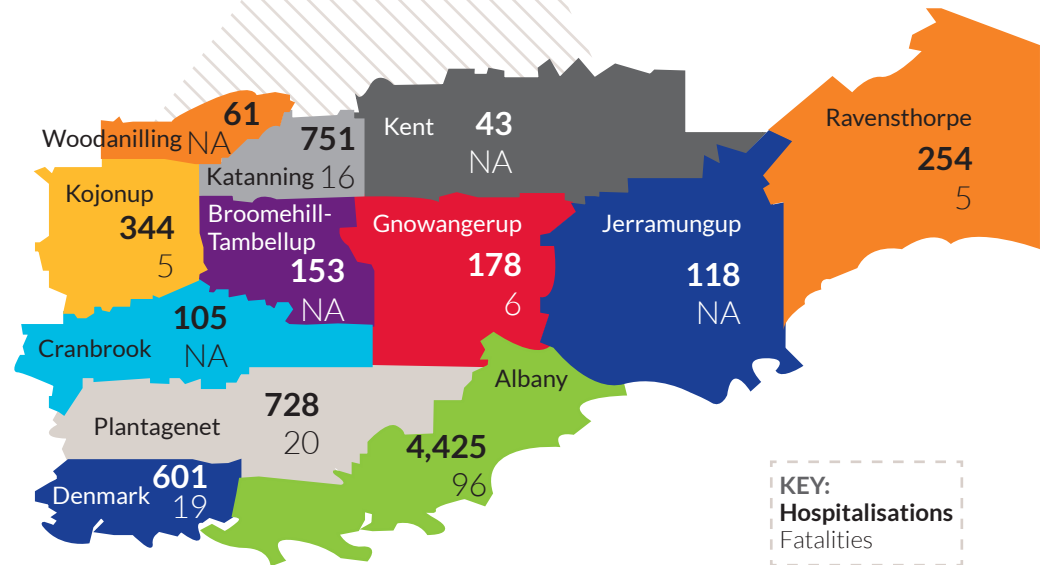 Woodanilling
61
NA
Katanning
751
16
Kent
43
NA
Ravensthorpe
254
5
Kojonup
344
5
Broomehill-
Tambellup
153
NA
Gnowangerup
178
6
Jerramungup
118
NA
Cranbrook
105
NA
Albany
4,425
96
Plantagenet
728
20
Denmark
601
19
KEY:
Hospitalisations
Fatalities